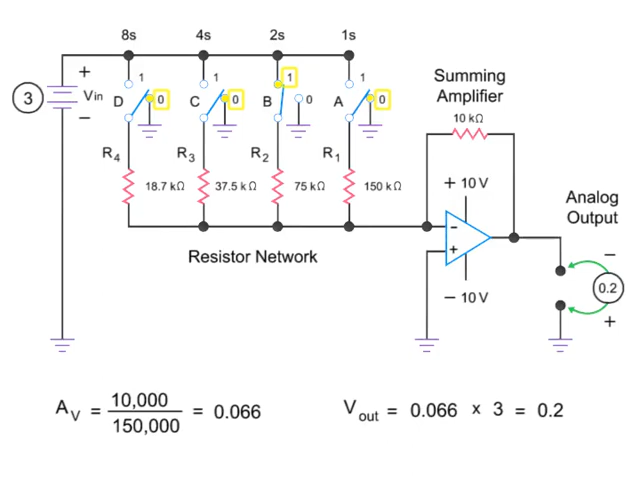 8s 4s 2s 1s
3 + Vin −
D 1 0 C 1 0 B 1 0 A 1 0
R4 18.7 kΩ R3 37.5 kΩ R2 75 kΩ R1 150 kΩ
Resistor Network
Summing
Amplifier
10 kΩ
+ 10 V
-
+
− 10 V
Analog
Output
−
0.2
+
AV = 10,000 / 150,000 = 0.066
Vout = 0.066 x 3 = 0.2